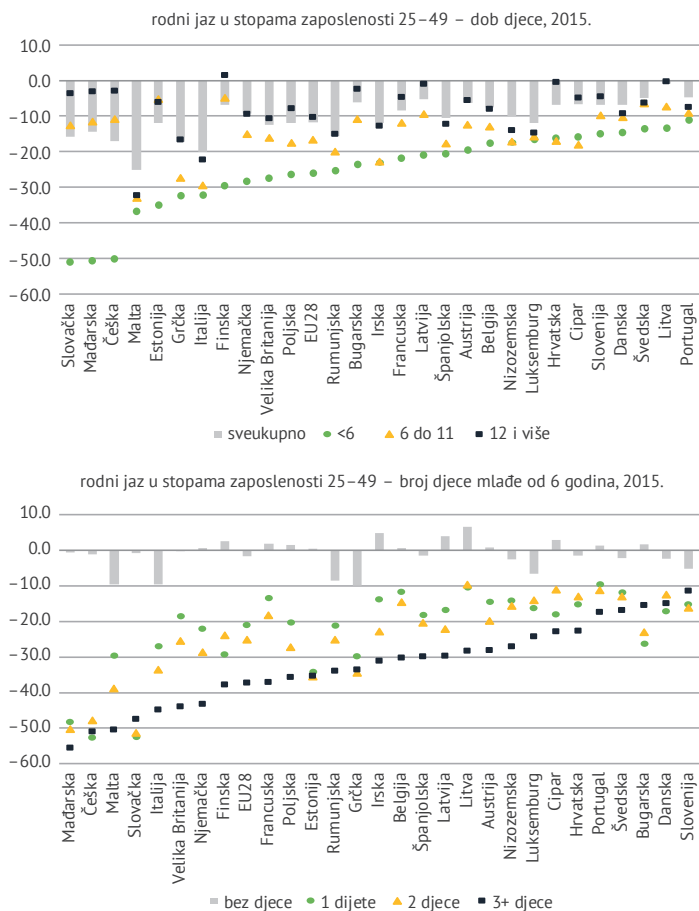 rodni jaz u stopama zaposlenosti 25–49 – dob djece, 2015.
10.0
0.0
−10.0
−20.0
−30.0
−40.0
−50.0
−60.0
Slovačka
Mađarska
Češka
Malta
Estonija
Grčka
Italija
Finska
Njemačka
Velika Britanija
Poljska
EU28
Rumunjska
Bugarska
Irska
Francuska
Latvija
Španjolska
Austrija
Belgija
Nizozemska
Luksemburg
Hrvatska
Cipar
Slovenija
Danska
Švedska
Litva
Portugal
sveukupno <6 6 do 11 12 i više
rodni jaz u stopama zaposlenosti 25–49 – broj djece mlađe od 6 godina, 2015.
10.0
0.0
−10.0
−20.0
−30.0
−40.0
−50.0
−60.0
Mađarska
Češka
Malta
Slovačka
Italija
Velika Britanija
Njemačka
Finska
EU28
Francuska
Poljska
Estonija
Rumunjska
Grčka
Irska
Belgija
Španjolska
Latvija
Litva
Austrija
Nizozemska
Luksemburg
Cipar
Hrvatska
Portugal
Švedska
Bugarska
Danska
Slovenija
bez djece 1 dijete 2 djece 3+ djece